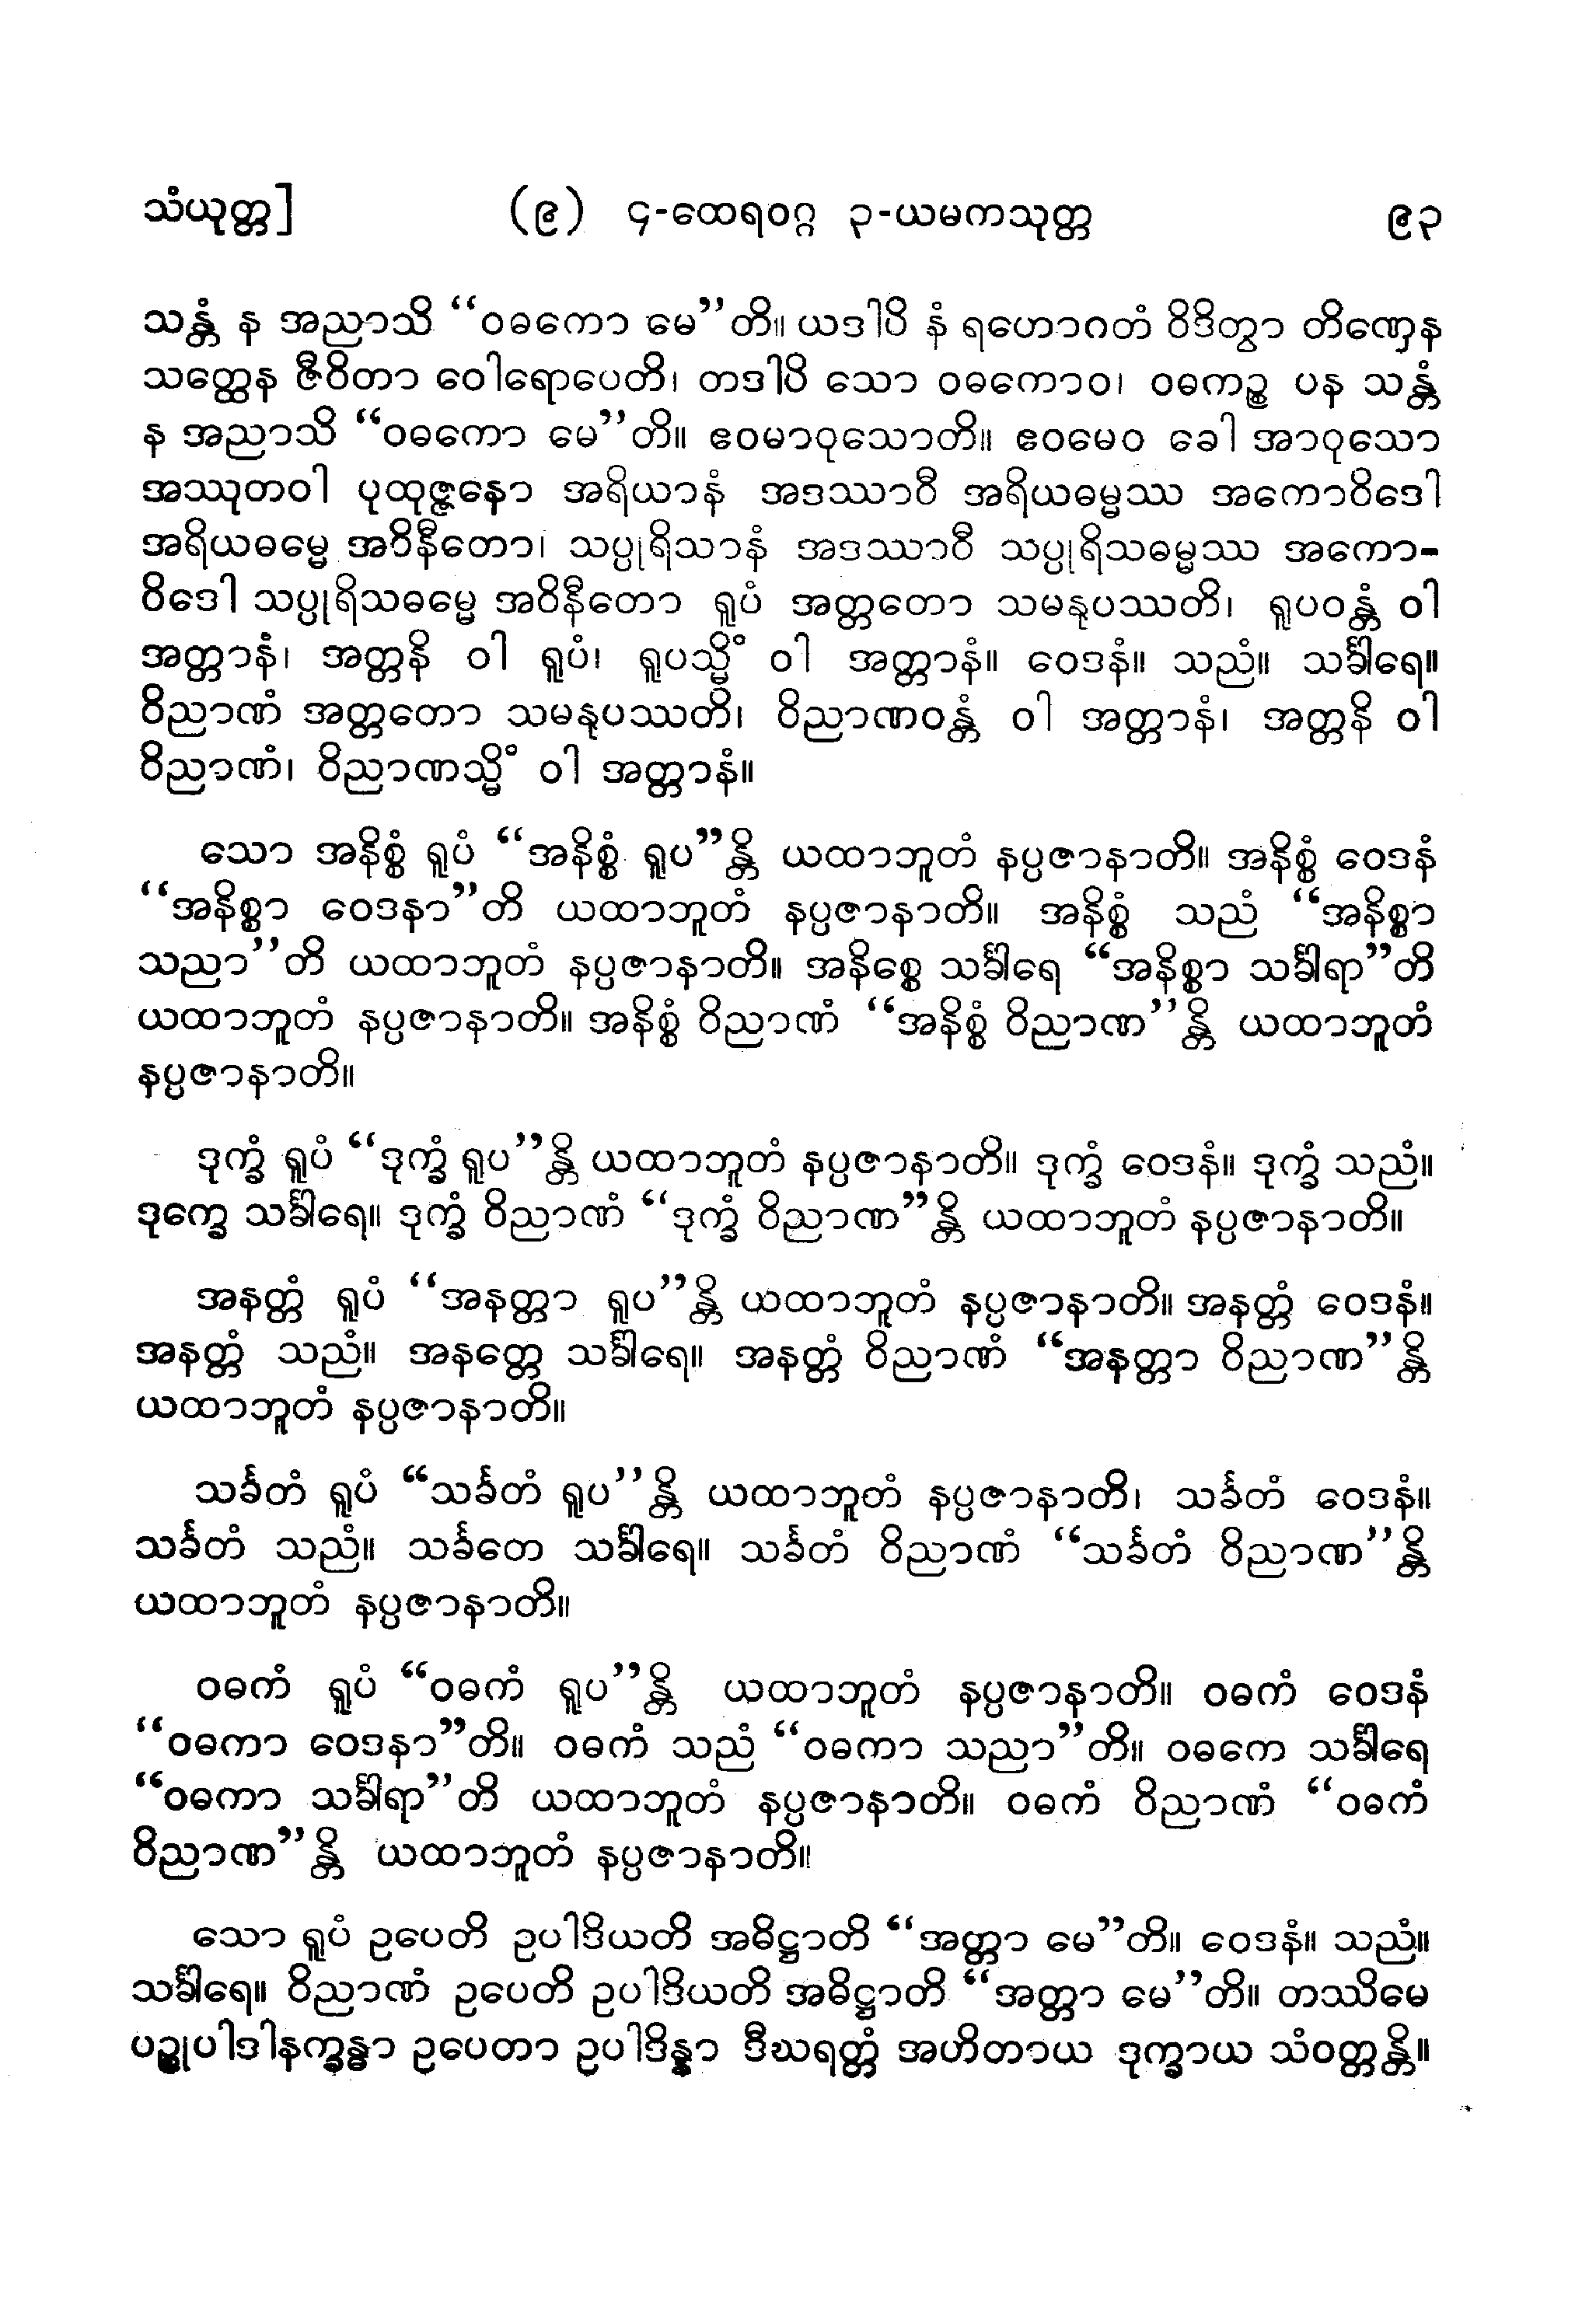 သံယုတ္တ] (၉) ၄-ထေရဝဂ္ဂ ၃-ယမကသုတ္တ ၉၃
သန္တံ န အညာသိ “ဝဓကော မေ”တိ။ ယဒါပိ နံ ရဟောဂတံ ဝိဒိတွာ တိဏှေန
သတ္ထေန ဇီဝိတာ ဝေါရောပေတိ၊ တဒါပိ သော ဝဓကောဝ၊ ဝဓကဉ္စ ပန သန္တံ
န အညာသိ “ဝဓကော မေ”တိ။ ဧဝမာဝုသောတိ။ ဧဝမေဝ ခေါ အာဝုသော
အဿုတဝါ ပုထုဇ္ဇနော အရိယာနံ အဒဿာဝီ အရိယဓမ္မဿ အကောဝိဒေါ
အရိယဓမ္မေ အဝိနီတော၊ သပ္ပုရိသာနံ အဒဿာဝီ သပ္ပုရိသဓမ္မဿ အကော-
ဝိဒေါ သပ္ပုရိသဓမ္မေ အဝိနီတော ရူပံ အတ္တတော သမနုပဿတိ၊ ရူပဝန္တံ ဝါ
အတ္တာနံ၊ အတ္တနိ ဝါ ရူပံ၊ ရူပသ္မိံ ဝါ အတ္တာနံ။ ဝေဒနံ။ သညံ။ သင်္ခါရေ။
ဝိညာဏံ အတ္တတော သမနုပဿတိ၊ ဝိညာဏဝန္တံ ဝါ အတ္တာနံ၊ အတ္တနိ ဝါ
ဝိညာဏံ၊ ဝိညာဏသ္မိံ ဝါ အတ္တာနံ။
သော အနိစ္စံ ရူပံ “အနိစ္စံ ရူပ”န္တိ ယထာဘူတံ နပ္ပဇာနာတိ။ အနိစ္စံ ဝေဒနံ
“အနိစ္စာ ဝေဒနာ”တိ ယထာဘူတံ နပ္ပဇာနာတိ။ အနိစ္စံ သညံ “အနိစ္စာ
သညာ”တိ ယထာဘူတံ နပ္ပဇာနာတိ။ အနိစ္စေ သင်္ခါရေ “အနိစ္စာ သင်္ခါရာ”တိ
ယထာဘူတံ နပ္ပဇာနာတိ။ အနိစ္စံ ဝိညာဏံ “အနိစ္စံ ဝိညာဏ”န္တိ ယထာဘူတံ
နပ္ပဇာနာတိ။
ဒုက္ခံ ရူပံ “ဒုက္ခံ ရူပ”န္တိ ယထာဘူတံ နပ္ပဇာနာတိ။ ဒုက္ခံ ဝေဒနံ။ ဒုက္ခံ သညံ။
ဒုက္ခေ သင်္ခါရေ။ ဒုက္ခံ ဝိညာဏံ “ဒုက္ခံ ဝိညာဏ”န္တိ ယထာဘူတံ နပ္ပဇာနာတိ။
အနတ္တံ ရူပံ “အနတ္တာ ရူပ”န္တိ ယထာဘူတံ နပ္ပဇာနာတိ။ အနတ္တံ ဝေဒနံ။
အနတ္တံ သညံ။ အနတ္တေ သင်္ခါရေ။ အနတ္တံ ဝိညာဏံ “အနတ္တာ ဝိညာဏ”န္တိ
ယထာဘူတံ နပ္ပဇာနာတိ။
သင်္ခတံ ရူပံ “သင်္ခတံ ရူပ”န္တိ ယထာဘူတံ နပ္ပဇာနာတိ၊ သင်္ခတံ ဝေဒနံ။
သင်္ခတံ သညံ။ သင်္ခတေ သင်္ခါရေ။ သင်္ခတံ ဝိညာဏံ “သင်္ခတံ ဝိညာဏ”န္တိ
ယထာဘူတံ နပ္ပဇာနာတိ။
ဝဓကံ ရူပံ “ဝဓကံ ရူပ”န္တိ ယထာဘူတံ နပ္ပဇာနာတိ။ ဝဓကံ ဝေဒနံ
“ဝဓကာ ဝေဒနာ”တိ။ ဝဓကံ သညံ “ဝဓကာ သညာ”တိ။ ဝဓကေ သင်္ခါရေ
“ဝဓကာ သင်္ခါရာ”တိ ယထာဘူတံ နပ္ပဇာနာတိ။ ဝဓကံ ဝိညာဏံ “ဝဓကံ
ဝိညာဏ”န္တိ ယထာဘူတံ နပ္ပဇာနာတိ။
သော ရူပံ ဥပေတိ ဥပါဒိယတိ အဓိဋ္ဌာတိ “အတ္တာ မေ”တိ။ ဝေဒနံ။ သညံ။
သင်္ခါရေ။ ဝိညာဏံ ဥပေတိ ဥပါဒိယတိ အဓိဋ္ဌာတိ “အတ္တာ မေ”တိ။ တဿိမေ
ပဉ္စုပါဒါနက္ခန္ဓာ ဥပေတာ ဥပါဒိန္နာ ဒီဃရတ္တံ အဟိတာယ ဒုက္ခာယ သံဝတ္တန္တိ။